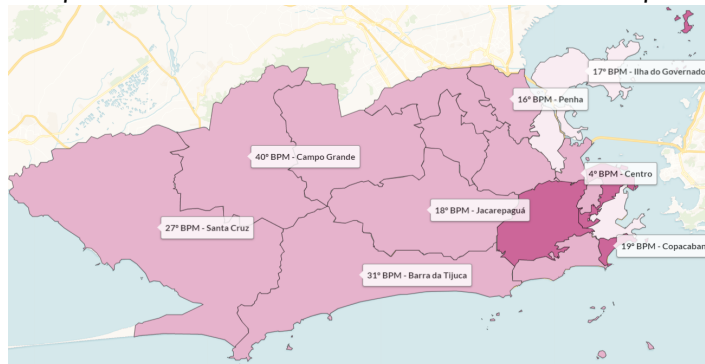 17º BPM - Ilha do Governado
16º BPM - Penha
40º BPM - Campo Grande
4º BPM - Centro
18º BPM - Jacarepaguá
27º BPM - Santa Cruz
19º BPM - Copacaban
31º BPM - Barra da Tijuca